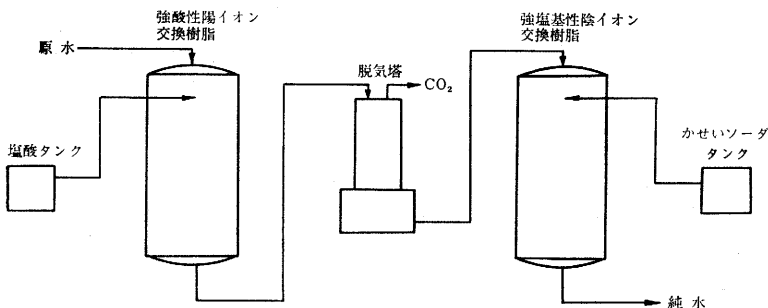 強酸性陽イオン
交換樹脂
原水
強塩基性陰イオン
交換樹脂
脱気塔
CO₂
塩酸タンク
かせいソーダ
タンク
純水